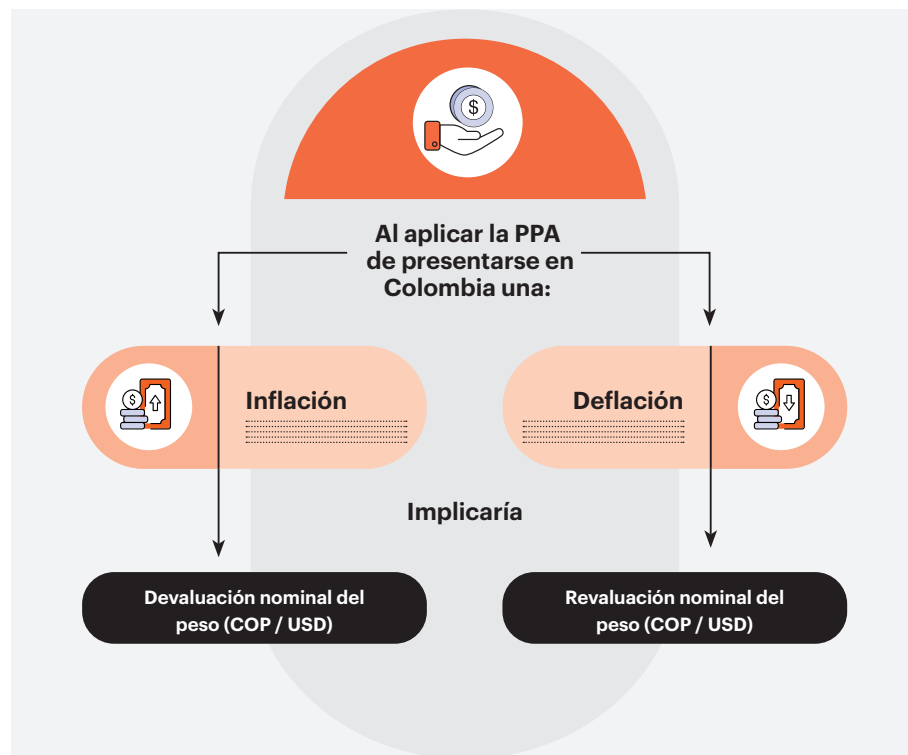 $
Al aplicar la PPA
de presentarse en
Colombia una:
$
Inflación
Deflación
$
Implicaría
Devaluación nominal del
peso (COP / USD)
Revaluación nominal del
peso (COP / USD)